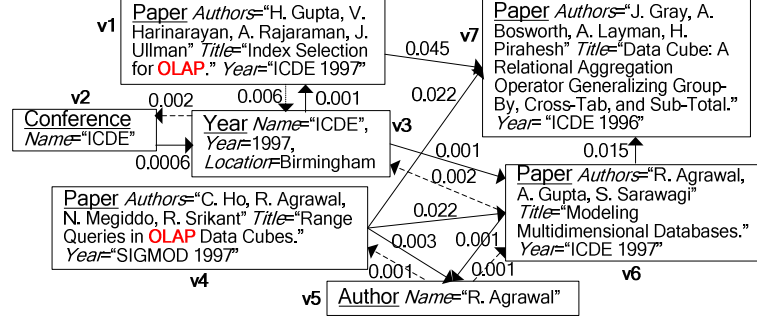 v1
Paper Authors="H. Gupta, V.
Harinarayan, A. Rajaraman, J.
Ullman" Title="Index Selection
for OLAP." Year="ICDE 1997"
v7
Paper Authors="J. Gray, A.
Bosworth, A. Layman, H.
Pirahesh" Title="Data Cube: A
Relational Aggregation
Operator Generalizing Group-
By, Cross-Tab, and Sub-Total."
Year= "ICDE 1996"
0.045
0.022
v2
0.002
0.006
0.001
Conference
Name="ICDE"
0.0006
Year Name="ICDE",
Year=1997,
Location=Birmingham
v3
0.001
0.002
0.015
Paper Authors="C. Ho, R. Agrawal,
N. Megiddo, R. Srikant" Title="Range
Queries in OLAP Data Cubes."
Year="SIGMOD 1997"
v4
0.022
0.003
0.001
0.001
0.001
Paper Authors="R. Agrawal,
A. Gupta, S. Sarawagi"
Title="Modeling
Multidimensional Databases."
Year="ICDE 1997"
v6
v5
Author Name="R. Agrawal"